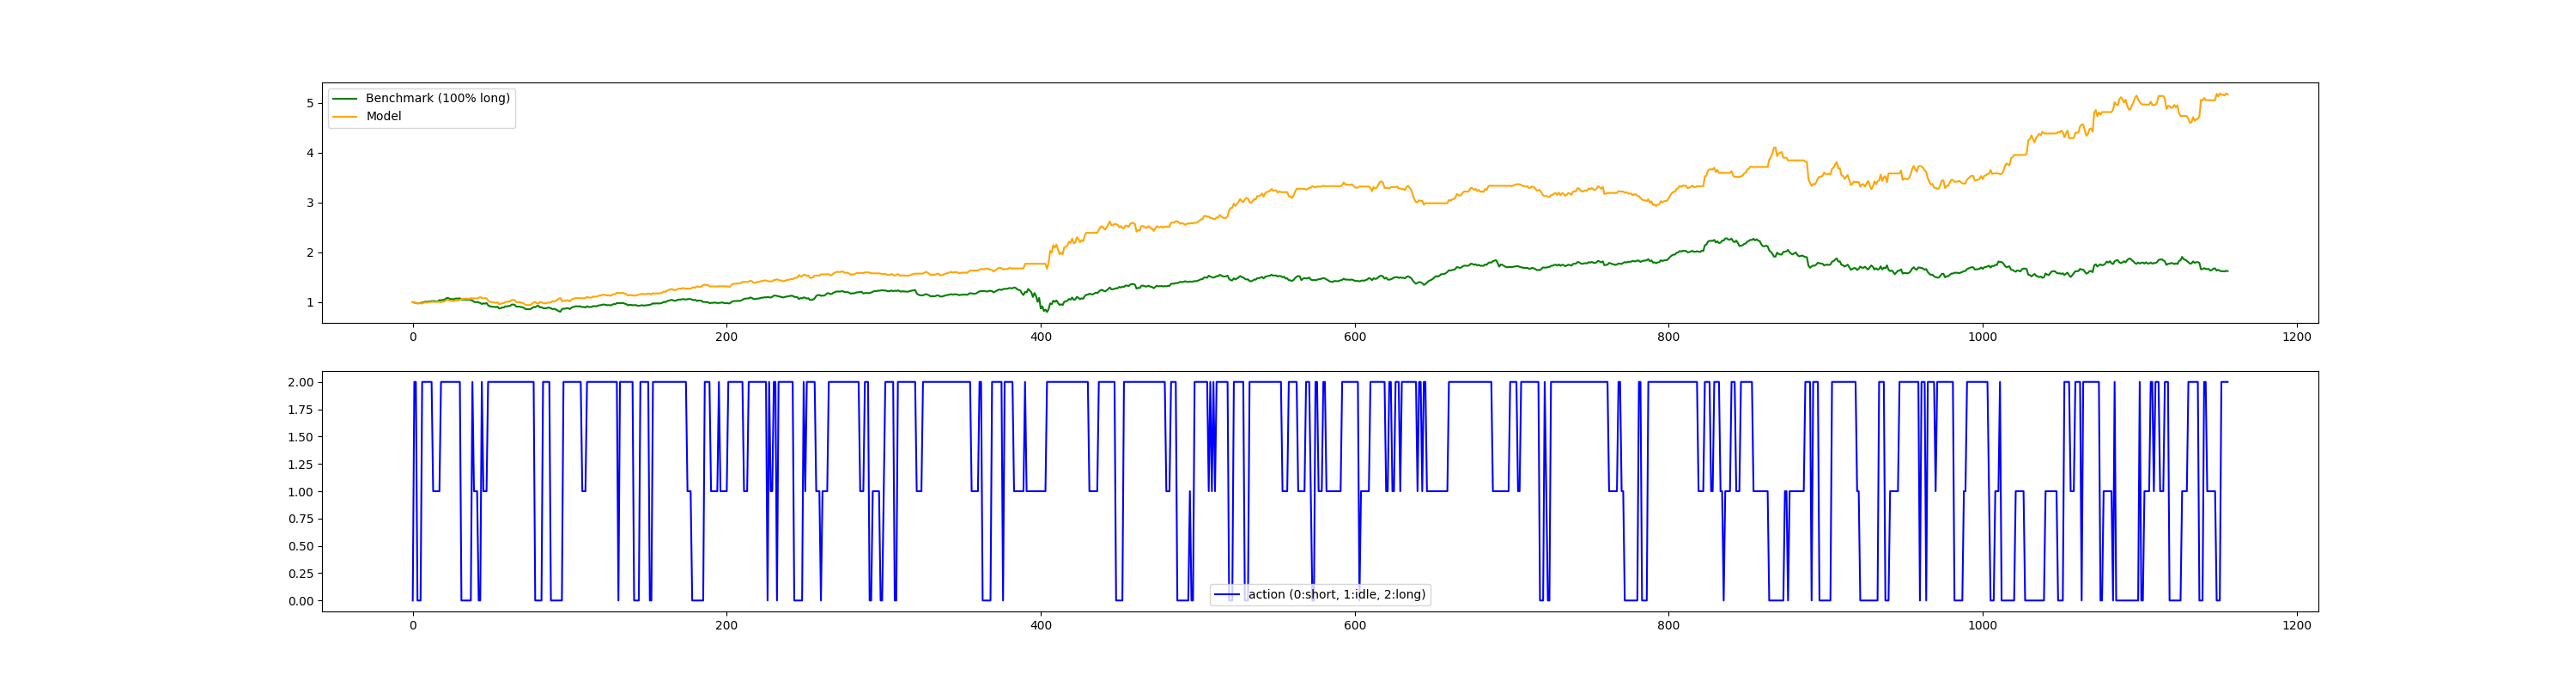 Benchmark (100% long)
Model
5
4
3
2
1
0 200 400 600 800 1000 1200
2.00
1.75
1.50
1.25
1.00
0.75
0.50
0.25
0.00
action (0:short, 1:idle, 2:long)
0 200 400 600 800 1000 1200